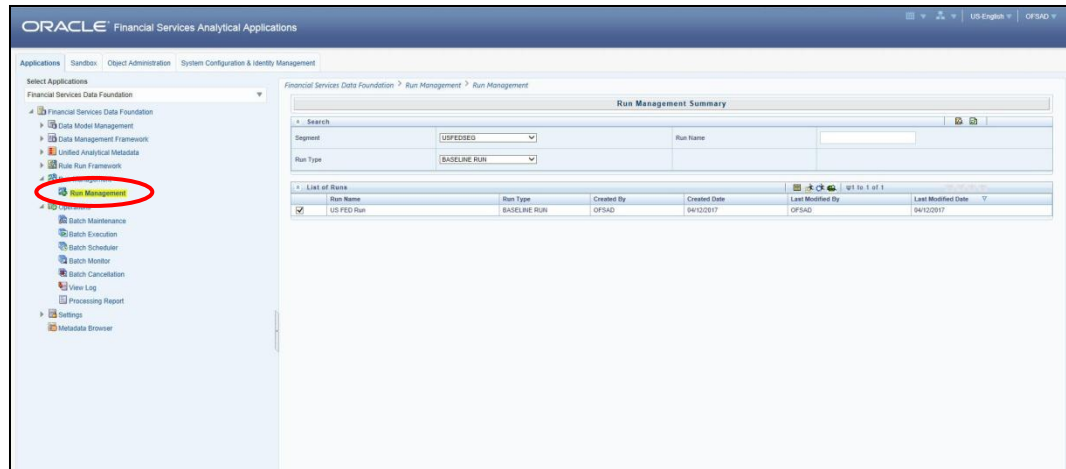 ORACLE Financial Services Analytical Applications
US-English
OFSAD
Applications Sandbox Object Administration System Configuration & Identity Management
Select Applications
Financial Services Data Foundation
Financial Services Data Foundation
Data Model Management
Data Management Framework
Unified Analytical Metadata
Rule Run Framework
Run Management
Operations
Batch Maintenance
Batch Execution
Batch Scheduler
Batch Monitor
Batch Cancellation
View Log
Processing Report
Settings
Metadata Browser
Financial Services Data Foundation > Run Management > Run Management
Run Management Summary
Search
Segment USFEDSEG Run Name
Run Type BASELINE RUN
List of Runs 1 to 1 of 1
Run Name Run Type Created By Created Date Last Modified By Last Modified Date
US FED Run BASELINE RUN OFSAD 04/12/2017 OFSAD 04/12/2017